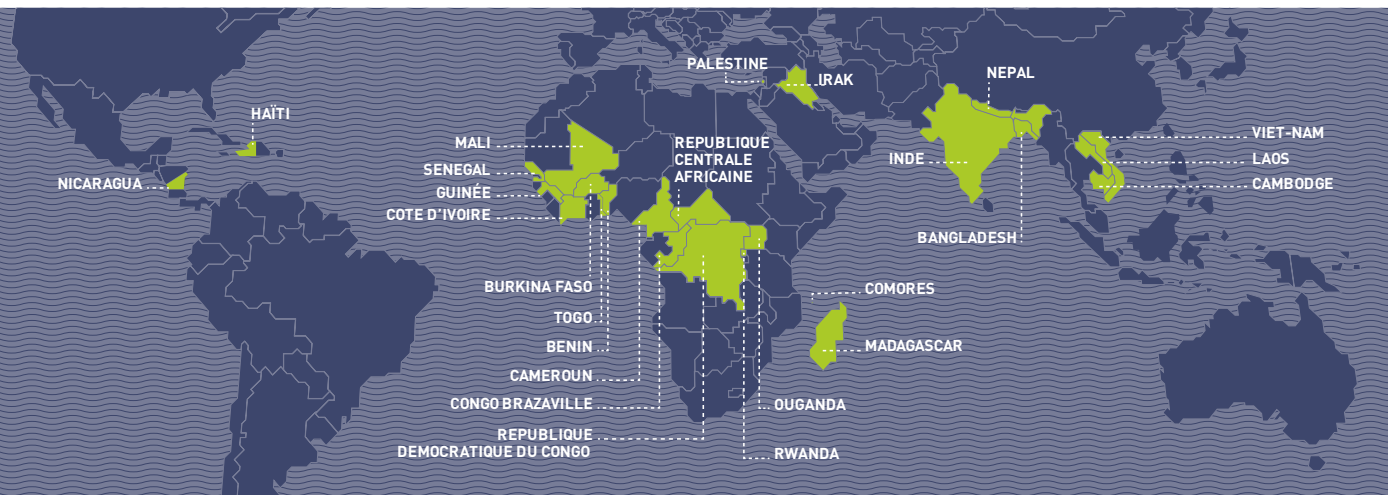 HAÏTI
NICARAGUA
MALI
SENEGAL
GUINÉE
COTE D'IVOIRE
BURKINA FASO
TOGO
BENIN
CAMEROUN
CONGO BRAZAVILLE
REPUBLIQUE
DEMOCRATIQUE DU CONGO
PALESTINE
IRAK
REPUBLIQUE
CENTRALE
AFRICAINE
COMORES
MADAGASCAR
OUGANDA
RWANDA
NEPAL
INDE
BANGLADESH
VIET-NAM
LAOS
CAMBODGE